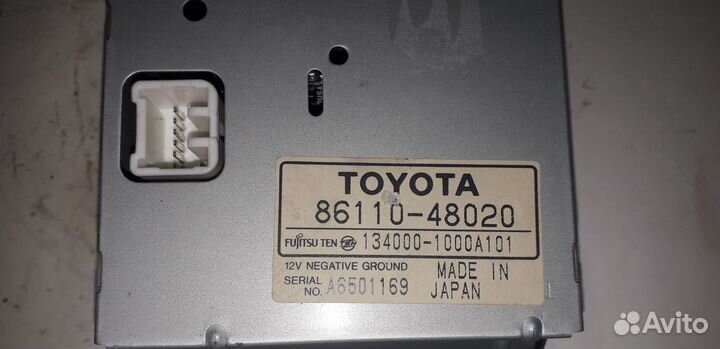 TOYOTA
86110-48020
FUJITSU TEN 134000-1000A101
12V NEGATIVE GROUND
MADE IN JAPAN
SERIAL NO. A6501169
Avito